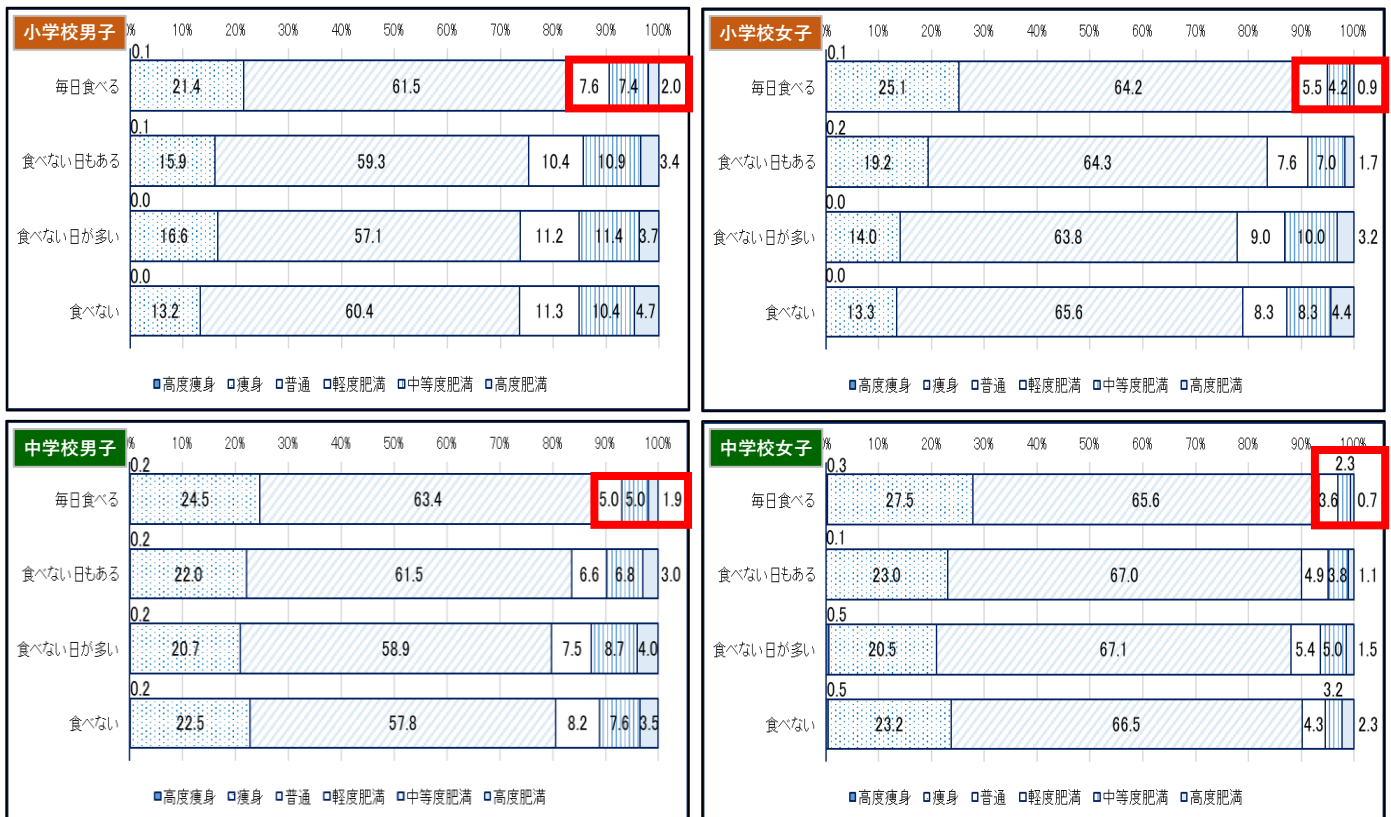 小学校男子
% 10% 20% 30% 40% 50% 60% 70% 80% 90% 100%
0.1
毎日食べる 21.4 61.5 7.6 7.4 2.0
0.1
食べない日もある 15.9 59.3 10.4 10.9 3.4
0.0
食べない日が多い 16.6 57.1 11.2 11.4 3.7
0.0
食べない 13.2 60.4 11.3 10.4 4.7
高度痩身 痩身 普通 軽度肥満 中等度肥満 高度肥満
小学校女子
% 10% 20% 30% 40% 50% 60% 70% 80% 90% 100%
0.1
毎日食べる 25.1 64.2 5.5 4.2 0.9
0.2
食べない日もある 19.2 64.3 7.6 7.0 1.7
0.0
食べない日が多い 14.0 63.8 9.0 10.0 3.2
0.0
食べない 13.3 65.6 8.3 8.3 4.4
高度痩身 痩身 普通 軽度肥満 中等度肥満 高度肥満
中学校男子
% 10% 20% 30% 40% 50% 60% 70% 80% 90% 100%
0.2
毎日食べる 24.5 63.4 5.0 5.0 1.9
0.2
食べない日もある 22.0 61.5 6.6 6.8 3.0
0.2
食べない日が多い 20.7 58.9 7.5 8.7 4.0
0.2
食べない 22.5 57.8 8.2 7.6 3.5
高度痩身 痩身 普通 軽度肥満 中等度肥満 高度肥満
中学校女子
% 10% 20% 30% 40% 50% 60% 70% 80% 90% 100%
0.3 2.3
毎日食べる 27.5 65.6 3.6 0.7
0.1
食べない日もある 23.0 67.0 4.9 3.8 1.1
0.5
食べない日が多い 20.5 67.1 5.4 5.0 1.5
0.5 3.2
食べない 23.2 66.5 4.3 2.3
高度痩身 痩身 普通 軽度肥満 中等度肥満 高度肥満